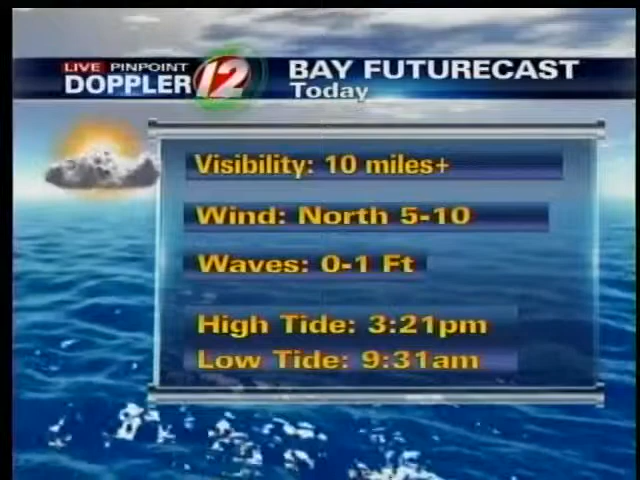 LIVE PINPOINT
DOPPLER 12
BAY FUTURECAST
Today
Visibility: 10 miles+
Wind: North 5-10
Waves: 0-1 Ft
High Tide: 3:21pm
Low Tide: 9:31am